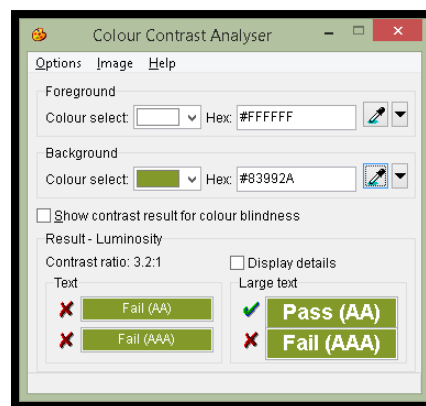 Colour Contrast Analyser
Options Image Help
Foreground
Colour select: Hex: #FFFFFF
Background
Colour select: Hex: #83992A
Show contrast result for colour blindness
Result - Luminosity
Contrast ratio: 3.2:1 Display details
Text Large text
Fail (AA) Pass (AA)
Fail (AAA) Fail (AAA)